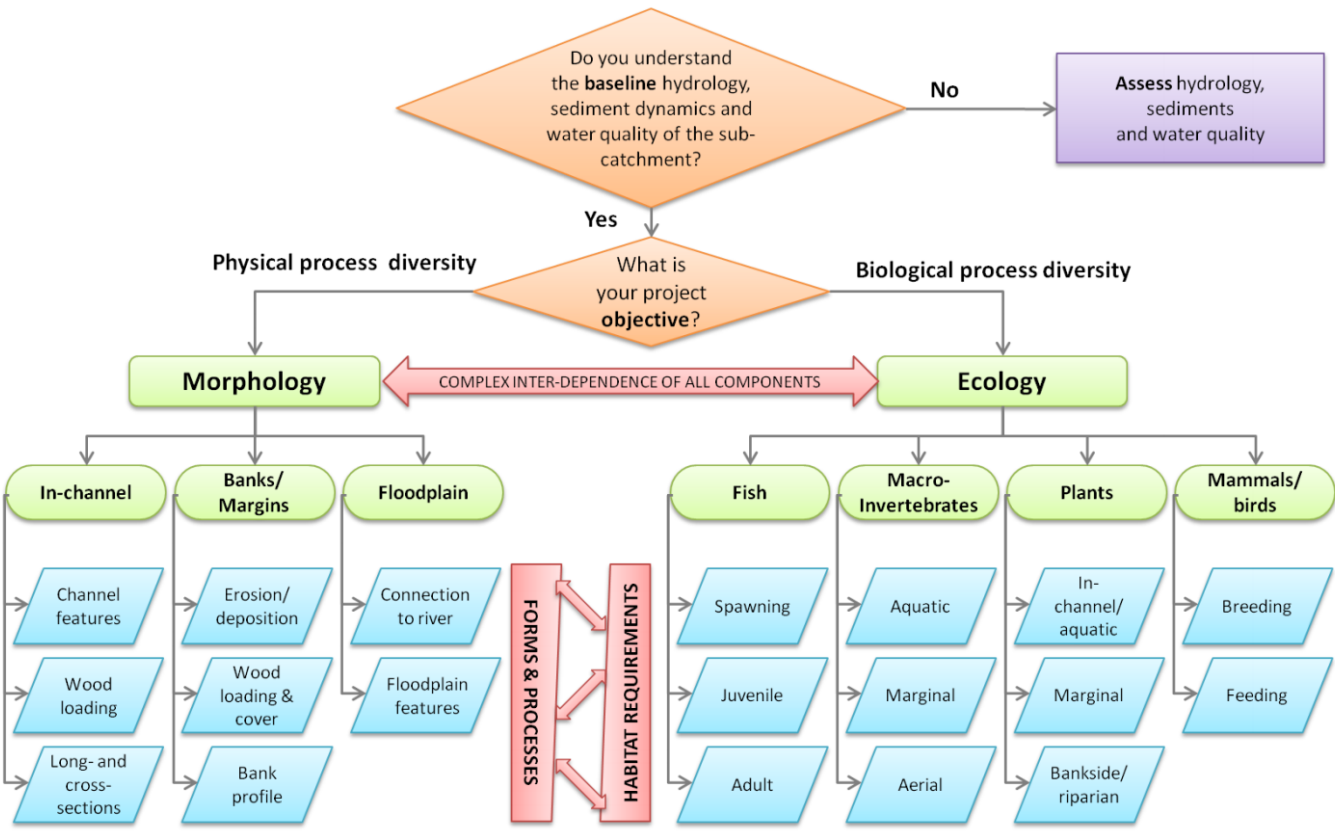 Do you understand
the baseline hydrology,
sediment dynamics and
water quality of the sub-
catchment?
No
Assess hydrology,
sediments
and water quality
Yes
Physical process diversity
What is
your project
objective?
Biological process diversity
Morphology
COMPLEX INTER-DEPENDENCE OF ALL COMPONENTS
Ecology
In-channel
Banks/
Margins
Floodplain
Fish
Macro-
Invertebrates
Plants
Mammals/
birds
Channel
features
Erosion/
deposition
Connection
to river
FORMS & PROCESSES
HABITAT REQUIREMENTS
Spawning
Aquatic
In-
channel/
aquatic
Breeding
Wood
loading
Wood
loading &
cover
Floodplain
features
Juvenile
Marginal
Marginal
Feeding
Long- and
cross-
sections
Bank
profile
Adult
Aerial
Bankside/
riparian